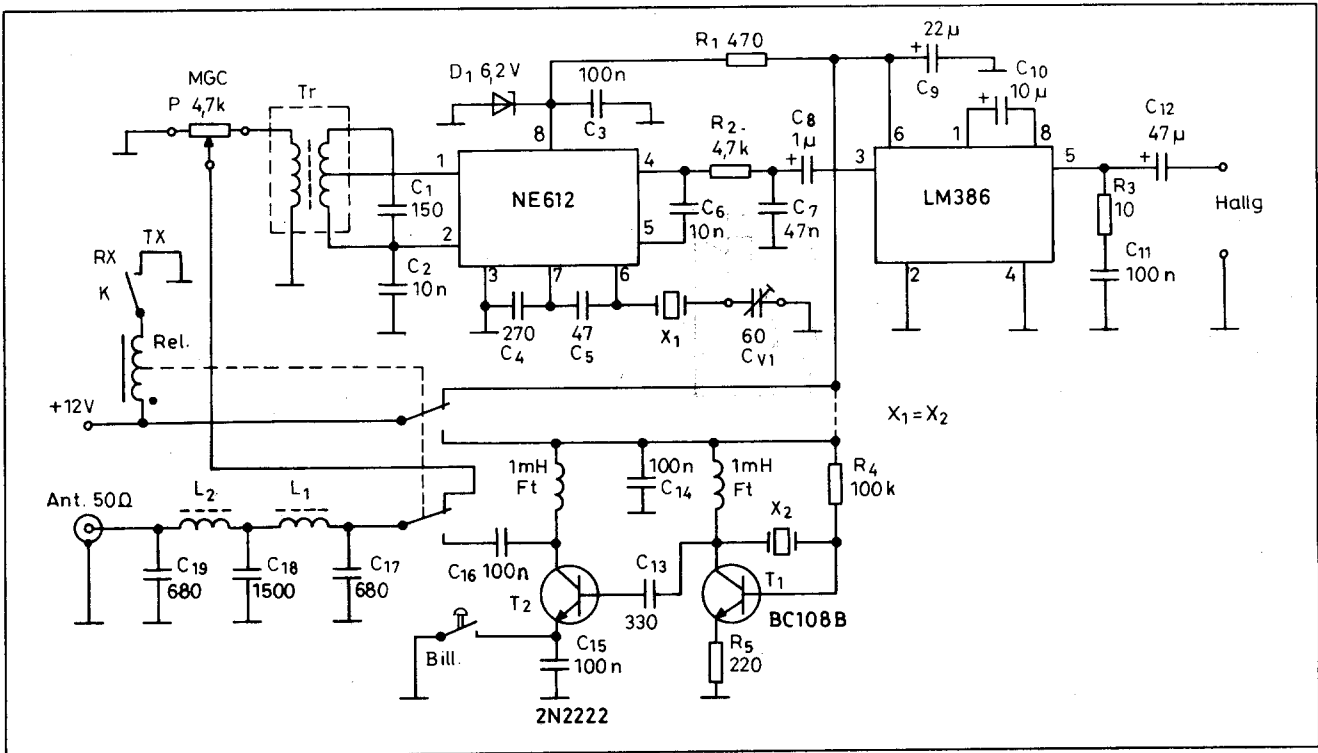 MGC
P 4,7k
Tr
D1 6,2V
100n
C3
R1 470
22µ
+
C9
C10
10µ
+
C12
47µ
+
R2
4,7k
C8
1µ
+
8
1
2
4
5
3
7
6
NE612
C1
150
C2
10n
C6
10n
C7
47n
270
C4
47
C5
X1
60
CV1
6
1
8
3
5
2
4
LM386
R3
10
C11
100n
Hallg
RX
TX
K
Rel.
+12V
X1=X2
1mH
Ft
100n
C14
1mH
Ft
R4
100k
X2
Ant. 50Ω
L2
L1
C19
680
C18
1500
C17
680
C16
100n
C13
330
T2
T1
BC108B
Bill.
C15
100n
R5
220
2N2222